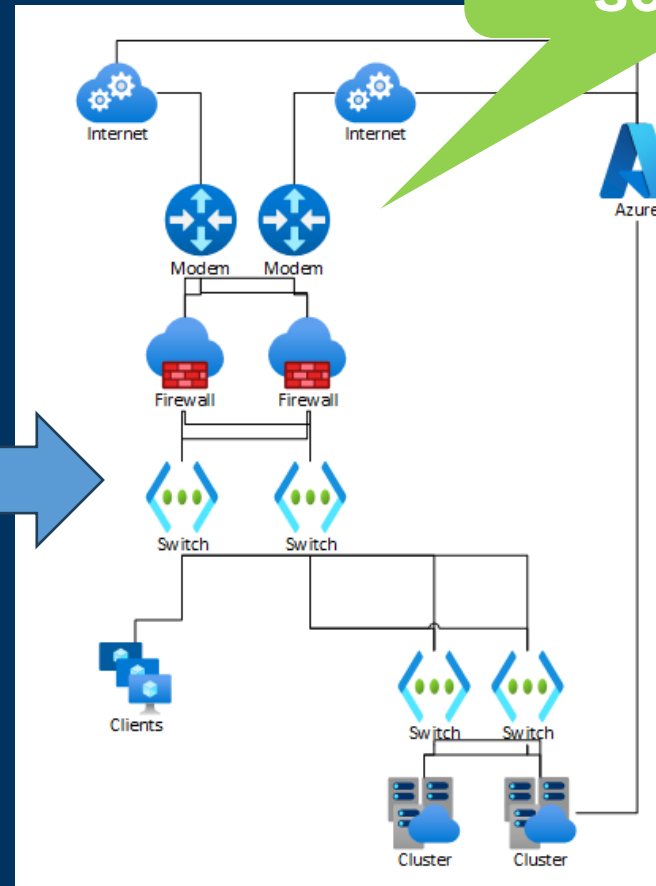 Internet
Internet
Azure
Modem
Modem
Firewall
Firewall
Switch
Switch
Clients
Switch
Switch
Cluster
Cluster